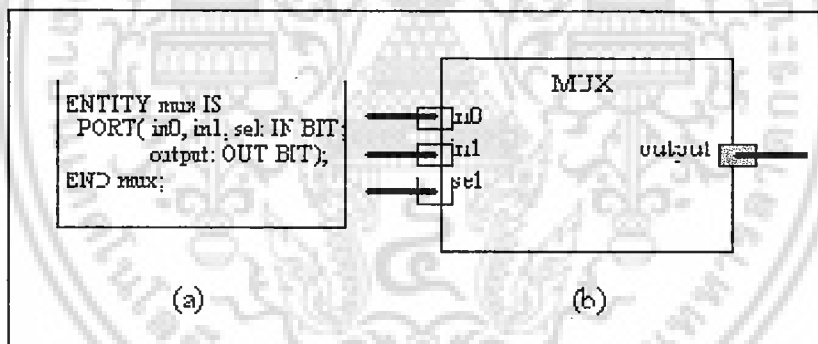 ENTITY mux IS
PORT( in0, in1, sel: IN BIT;
output: OUT BIT);
END mux;
MUX
in0
in1
sel
output
(a)
(b)